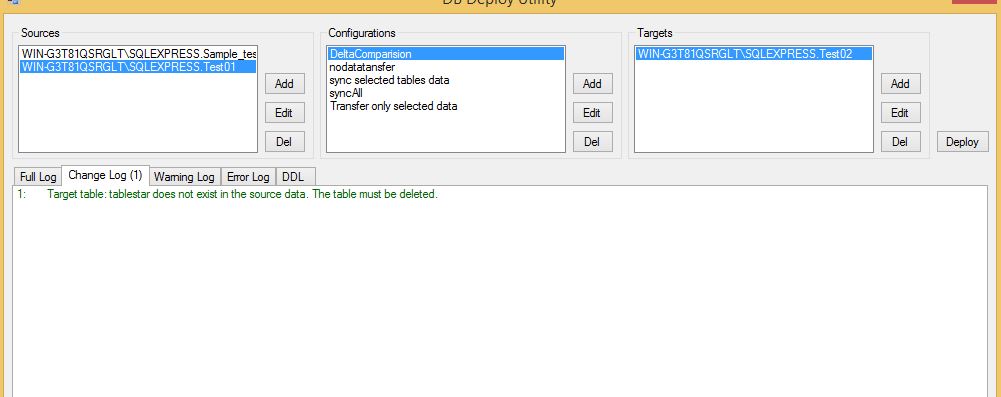 DB Deploy Utility
Sources
WIN-G3T81QSRGLT\SQLEXPRESS.Sample_tes
WIN-G3T81QSRGLT\SQLEXPRESS.Test01
Add
Edit
Del
Configurations
DeltaComparision
nodatatansfer
sync selected tables data
syncAll
Transfer only selected data
Add
Edit
Del
Targets
WIN-G3T81QSRGLT\SQLEXPRESS.Test02
Add
Edit
Del
Deploy
Full Log Change Log (1) Warning Log Error Log DDL
1: Target table: tablestar does not exist in the source data. The table must be deleted.